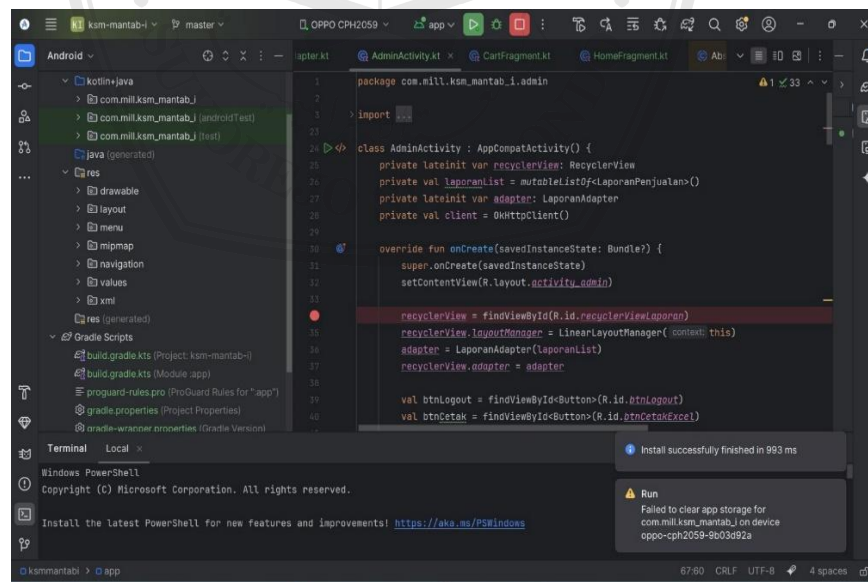 KI ksm-mantab-i master OPPO CPH2059 app
Android
apter.kt AdminActivity.kt CartFragment.kt HomeFragment.kt Ab
kotlin+java
com.mill.ksm_mantab_i
com.mill.ksm_mantab_i (androidTest)
com.mill.ksm_mantab_i (test)
java (generated)
res
drawable
layout
menu
mipmap
navigation
values
xml
res (generated)
Gradle Scripts
build.gradle.kts (Project: ksm-mantab-i)
build.gradle.kts (Module :app)
proguard-rules.pro (ProGuard Rules for ":app")
gradle.properties (Project Properties)
gradle-wrapper.properties (Gradle Version)
1 package com.mill.ksm_mantab_i.admin
1 33
2
3 import ...
23
24 class AdminActivity : AppCompatActivity() {
25 private lateinit var recyclerView: RecyclerView
26 private val laporanList = mutableListOf<LaporanPenjualan>()
27 private lateinit var adapter: LaporanAdapter
28 private val client = OkHttpClient()
29
30 override fun onCreate(savedInstanceState: Bundle?) {
31 super.onCreate(savedInstanceState)
32 setContentView(R.layout.activity_admin)
33
recyclerView = findViewById(R.id.recyclerViewLaporan)
35 recyclerView.layoutManager = LinearLayoutManager( context: this)
36 adapter = LaporanAdapter(laporanList)
37 recyclerView.adapter = adapter
38
39 val btnLogout = findViewById<Button>(R.id.btnLogout)
40 val btnCetak = findViewById<Button>(R.id.btnCetakExcel)
Terminal Local
Windows PowerShell
Copyright (C) Microsoft Corporation. All rights reserved.
Install the latest PowerShell for new features and improvements! https://aka.ms/PSWindows
Install successfully finished in 993 ms
Run
Failed to clear app storage for
com.mill.ksm_mantab_i on device
oppo-cph2059-9b03d92a
ksmmantabi > app
67:60 CRLF UTF-8 4 spaces